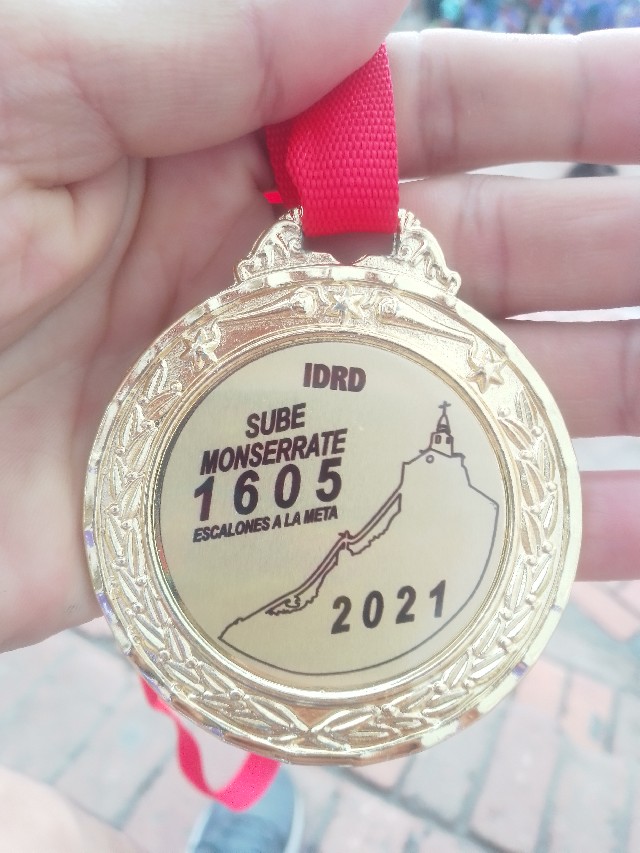 IDRD
SUBE
MONSERRATE
1605
ESCALONES A LA META
2021